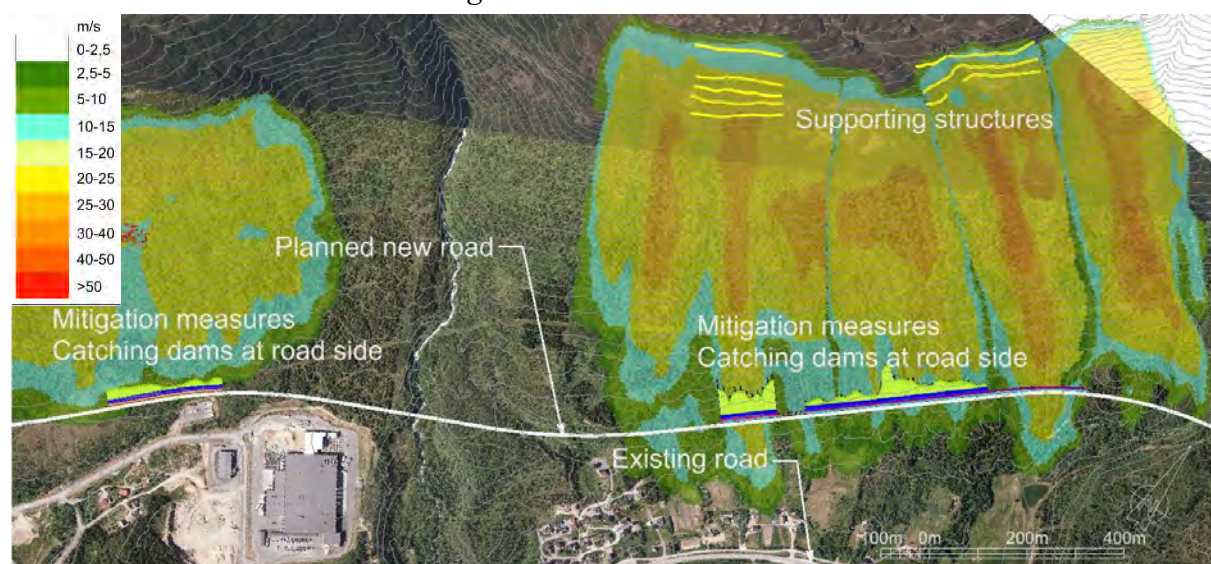 m/s
0-2,5
2,5-5
5-10
10-15
15-20
20-25
25-30
30-40
40-50
>50
Supporting structures
Planned new road
Mitigation measures
Catching dams at road side
Mitigation measures
Catching dams at road side
Existing road
100m 0m 200m 400m